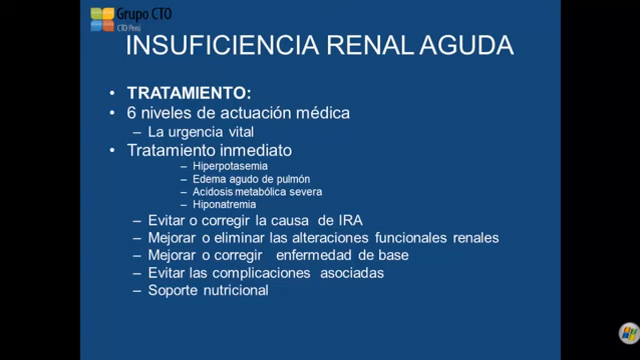 Grupo CTO
CTO Perú
INSUFICIENCIA RENAL AGUDA
• TRATAMIENTO:
• 6 niveles de actuación médica
– La urgencia vital
• Tratamiento inmediato
– Hiperpotasemia
– Edema agudo de pulmón
– Acidosis metabólica severa
– Hiponatremia
– Evitar o corregir la causa de IRA
– Mejorar o eliminar las alteraciones funcionales renales
– Mejorar o corregir enfermedad de base
– Evitar las complicaciones asociadas
– Soporte nutricional